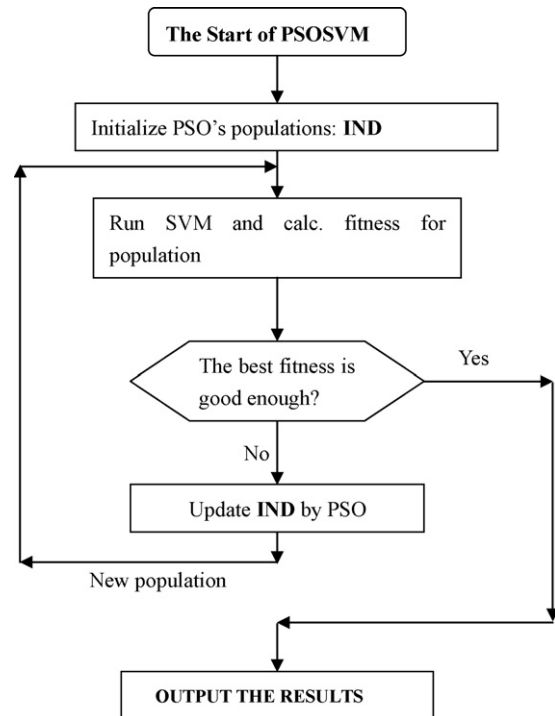 The Start of PSOSVM
Initialize PSO's populations: IND
Run SVM and calc. fitness for
population
The best fitness is
good enough?
Yes
No
Update IND by PSO
New population
OUTPUT THE RESULTS